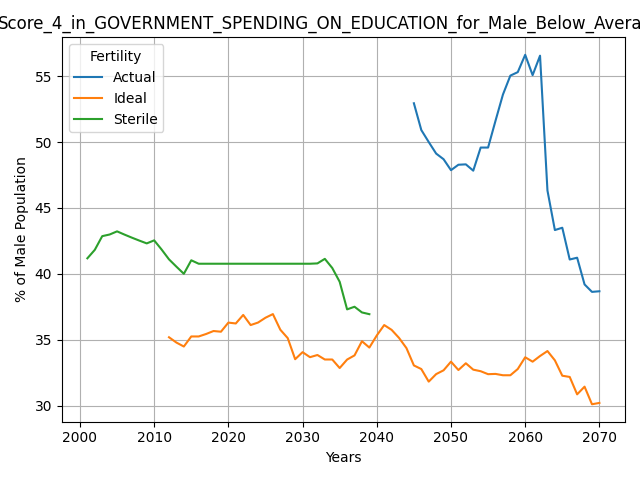 Score_4_in_GOVERNMENT_SPENDING_ON_EDUCATION_for_Male_Below_Avera
Fertility
Actual
Ideal
Sterile
% of Male Population
55
50
45
40
35
30
2000 2010 2020 2030 2040 2050 2060 2070
Years